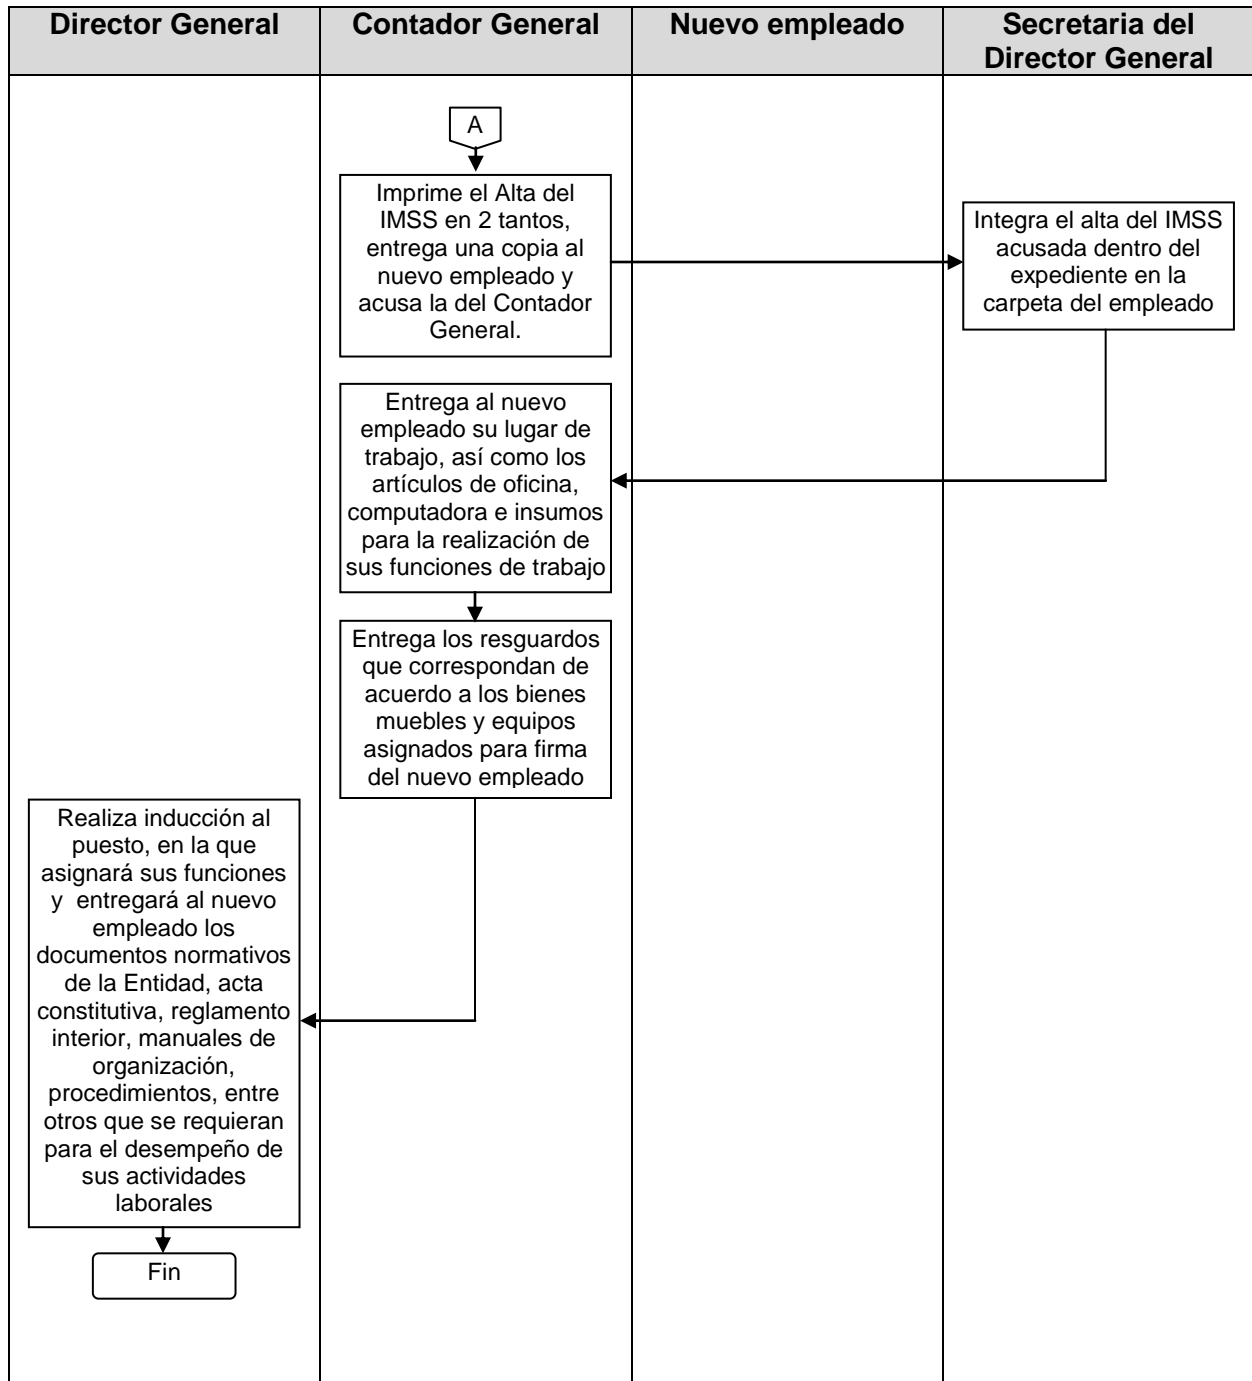 Director General
Contador General
Nuevo empleado
Secretaria del
Director General
A
Imprime el Alta del
IMSS en 2 tantos,
entrega una copia al
nuevo empleado y
acusa la del Contador
General.
Integra el alta del IMSS
acusada dentro del
expediente en la
carpeta del empleado
Entrega al nuevo
empleado su lugar de
trabajo, así como los
artículos de oficina,
computadora e insumos
para la realización de
sus funciones de trabajo
Entrega los resguardos
que correspondan de
acuerdo a los bienes
muebles y equipos
asignados para firma
del nuevo empleado
Realiza inducción al
puesto, en la que
asignará sus funciones
y entregará al nuevo
empleado los
documentos normativos
de la Entidad, acta
constitutiva, reglamento
interior, manuales de
organización,
procedimientos, entre
otros que se requieran
para el desempeño de
sus actividades
laborales
Fin